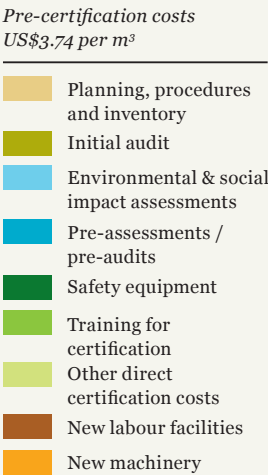 Pre-certification costs
US$3.74 per m³
Planning, procedures
and inventory
Initial audit
Environmental & social
impact assessments
Pre-assessments /
pre-audits
Safety equipment
Training for
certification
Other direct
certification costs
New labour facilities
New machinery